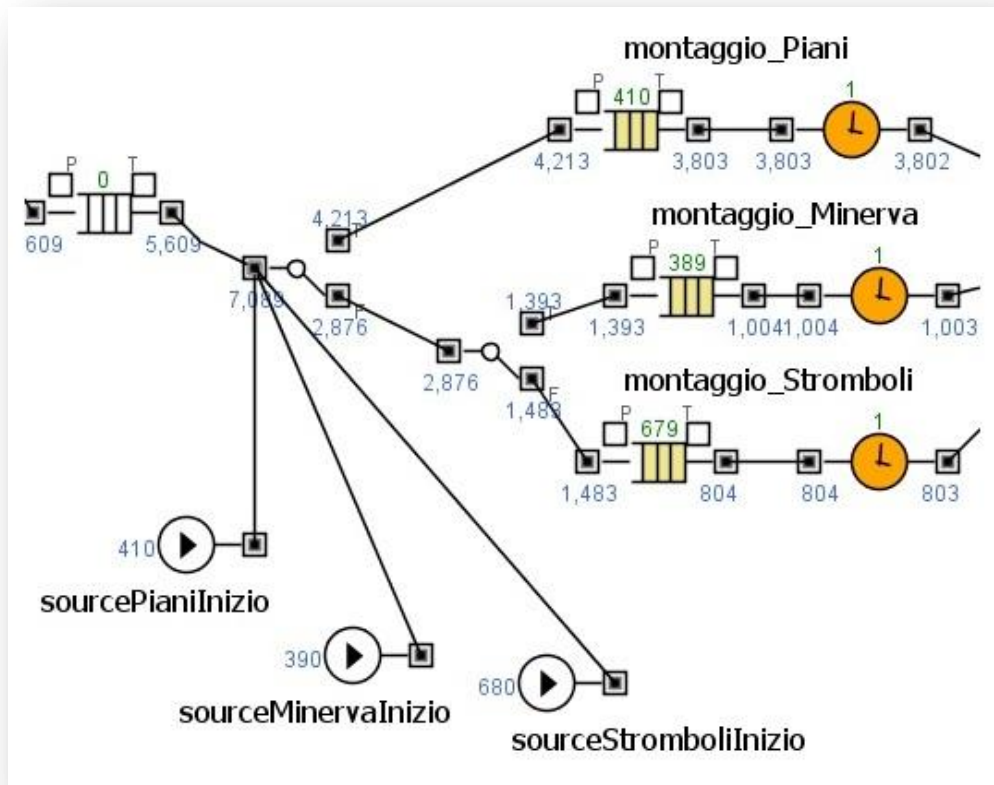 montaggio_Piani
P 410 T 1
4,213 3,803 3,803 3,802
P 0 T
609 5,609
4,213
T
montaggio_Minerva
P 389 T 1
7,089
2,876
F
1,393
T
1,393 1,004 1,004 1,003
2,876
montaggio_Stromboli
1,483
F
P 679 T 1
1,483 804 804 803
410
sourcePianiInizio
390
sourceMinervaInizio
680
sourceStromboliInizio